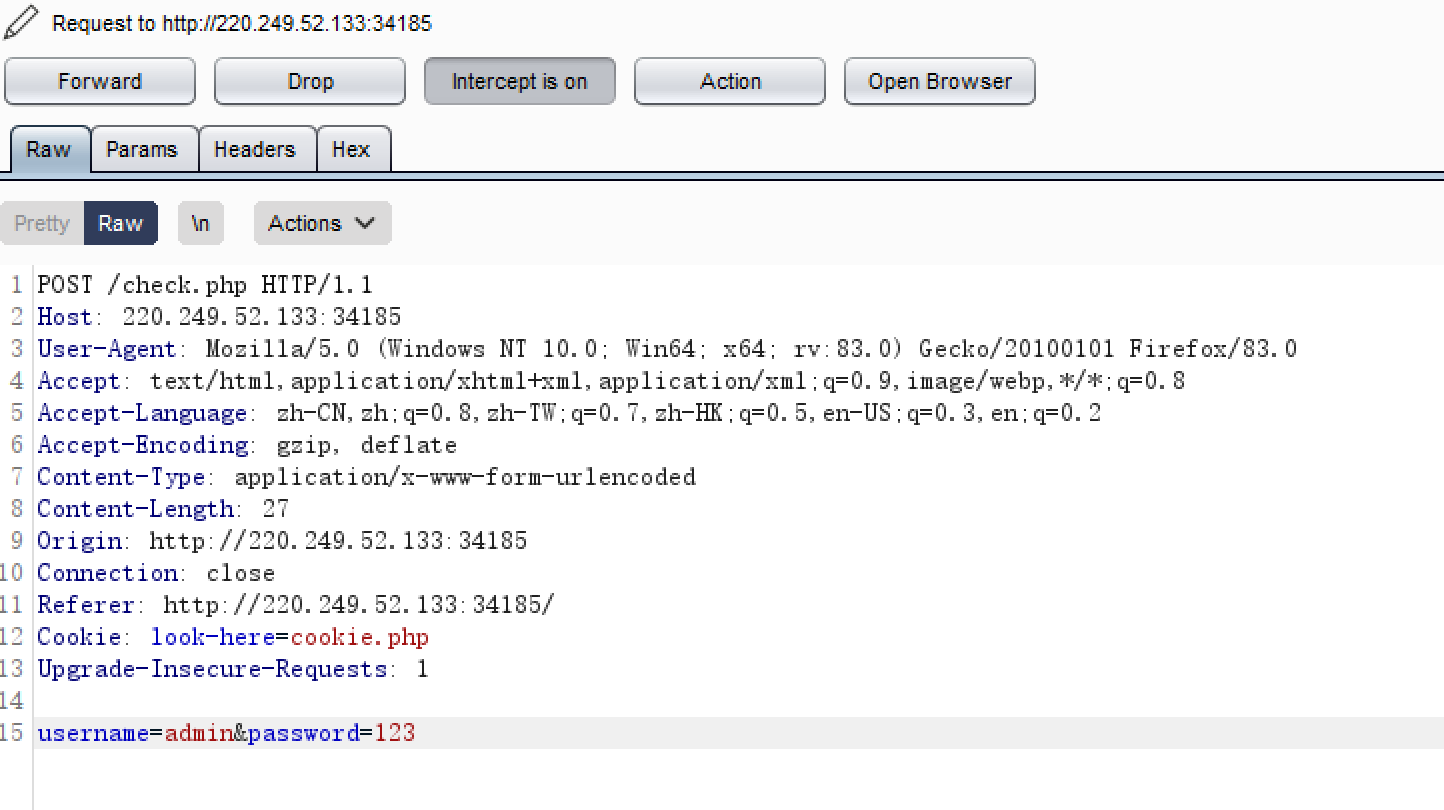 Request to http://220.249.52.133:34185
Forward Drop Intercept is on Action Open Browser
Raw Params Headers Hex
Pretty Raw \n Actions
1 POST /check.php HTTP/1.1
2 Host: 220.249.52.133:34185
3 User-Agent: Mozilla/5.0 (Windows NT 10.0; Win64; x64; rv:83.0) Gecko/20100101 Firefox/83.0
4 Accept: text/html,application/xhtml+xml,application/xml;q=0.9,image/webp,*/*;q=0.8
5 Accept-Language: zh-CN,zh;q=0.8,zh-TW;q=0.7,zh-HK;q=0.5,en-US;q=0.3,en;q=0.2
6 Accept-Encoding: gzip, deflate
7 Content-Type: application/x-www-form-urlencoded
8 Content-Length: 27
9 Origin: http://220.249.52.133:34185
10 Connection: close
11 Referer: http://220.249.52.133:34185/
12 Cookie: look-here=cookie.php
13 Upgrade-Insecure-Requests: 1
14
15 username=admin&password=123